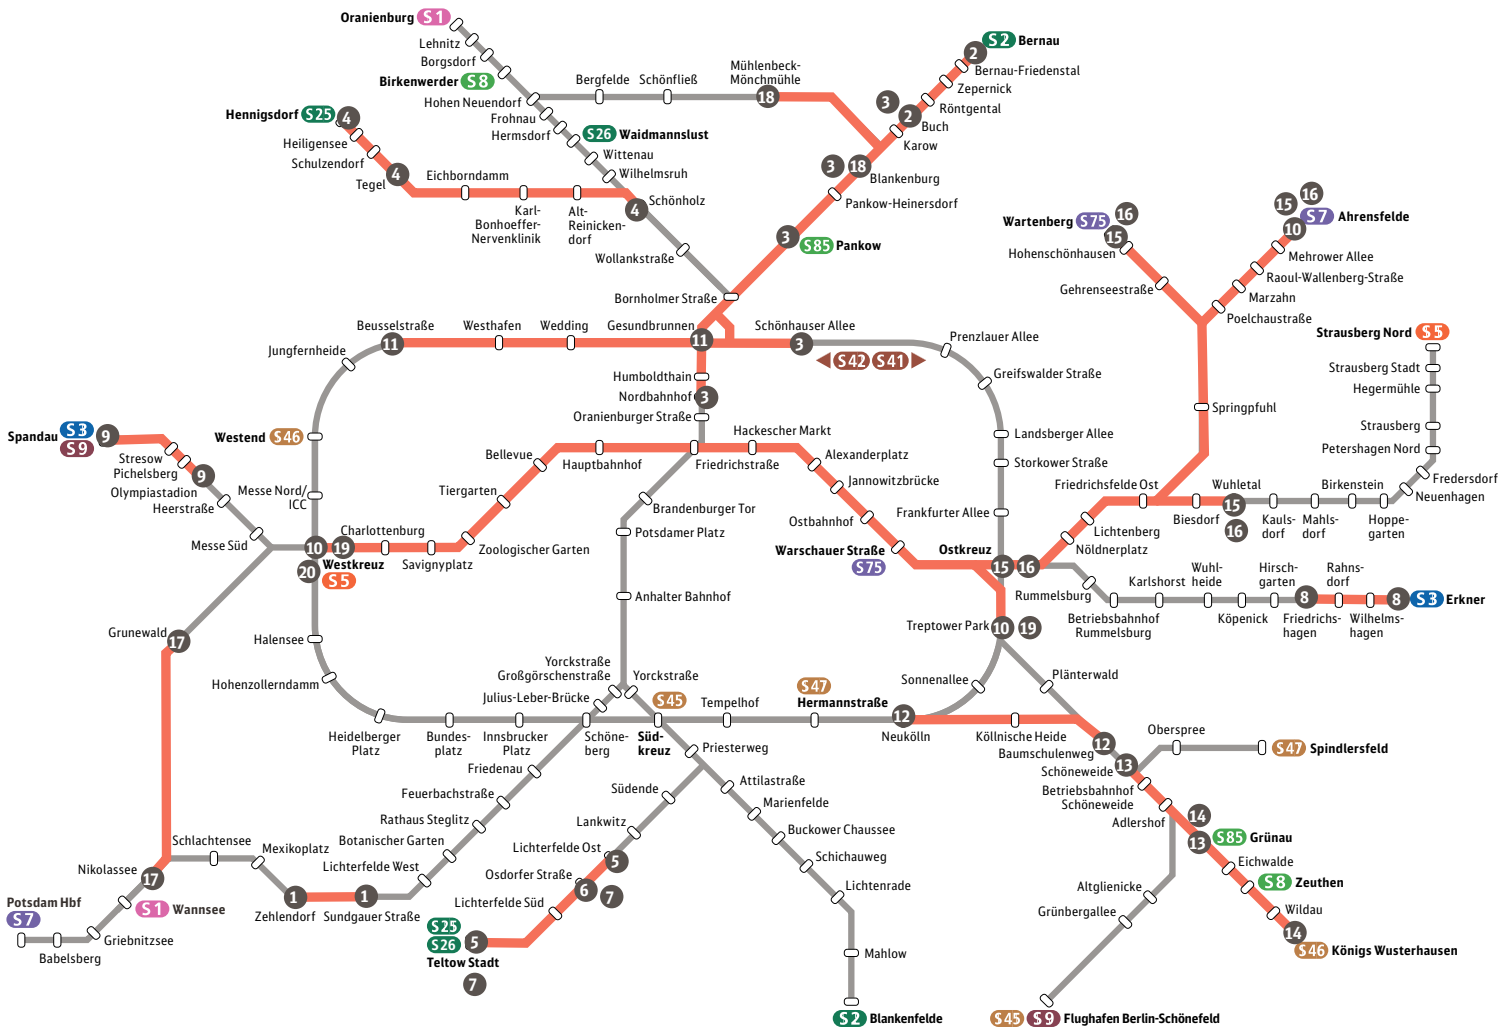 Oranienburg S1
Lehnitz
Borgsdorf
Birkenwerder S8
Hohen Neuendorf
Bergfelde
Schönfließ
Mühlenbeck-
Mönchmühle
18
2
S2 Bernau
Bernau-Friedenstal
Zepernick
Röntgental
3
2
Buch
Karow
Hennigsdorf S25
4
Heiligensee
Schulzendorf
Tegel
4
Frohnau
Hermsdorf
S26 Waidmannslust
Wittenau
Wilhelmsruh
Eichborndamm
Karl-
Bonhoeffer-
Nervenklinik
Alt-
Reinicken-
dorf
4
Schönholz
Wollankstraße
3
18
Blankenburg
Pankow-Heinersdorf
3
S85 Pankow
Bornholmer Straße
Wartenberg S75
16
15
Hohenschönhausen
Gehrenseestraße
15
16
S7 Ahrensfelde
10
Mehrower Allee
Raoul-Wallenberg-Straße
Marzahn
Poelchaustraße
Springpfuhl
Strausberg Nord S5
Strausberg Stadt
Hegermühle
Strausberg
Petershagen Nord
Fredersdorf
Neuenhagen
Hoppe-
garten
Birkenstein
Mahls-
dorf
Kauls-
dorf
Wuhletal
15
16
Biesdorf
Friedrichsfelde Ost
Lichtenberg
Nöldnerplatz
Jungfernheide
Beusselstraße
11
Westhafen
Wedding
Gesundbrunnen
11
Schönhauser Allee
3
S42 S41
Prenzlauer Allee
Greifswalder Straße
Landsberger Allee
Storkower Straße
Frankfurter Allee
Humboldthain
Nordbahnhof
3
Oranienburger Straße
Spandau S3
S9
9
Stresow
Pichelsberg
9
Olympiastadion
Heerstraße
Messe Süd
Westend S46
Messe Nord/
ICC
10
19
20
Westkreuz
S5
Charlottenburg
Savignyplatz
Zoologischer Garten
Tiergarten
Bellevue
Hauptbahnhof
Friedrichstraße
Hackescher Markt
Alexanderplatz
Jannowitzbrücke
Ostbahnhof
Warschauer Straße
S75
Ostkreuz
15
16
Brandenburger Tor
Potsdamer Platz
Anhalter Bahnhof
Yorckstraße
Großgörschenstraße
Yorckstraße
Julius-Leber-Brücke
Rummelsburg
Betriebsbahnhof
Rummelsburg
Karlshorst
Wuhl-
heide
Köpenick
Hirsch-
garten
8
Friedrichs-
hagen
Rahns-
dorf
Wilhelms-
hagen
8
S3 Erkner
Treptower Park
10
19
Plänterwald
Sonnenallee
Grunewald
17
Halensee
Hohenzollerndamm
Heidelberger
Platz
Bundes-
platz
Innsbrucker
Platz
Schöne-
berg
S45
Süd-
kreuz
Tempelhof
S47
Hermannstraße
12
Neukölln
Köllnische Heide
Baumschulenweg
12
Schöneweide
13
Betriebsbahnhof
Schöneweide
Adlershof
Oberspree
S47 Spindlersfeld
14
13
S85 Grünau
Eichwalde
S8 Zeuthen
Wildau
14
S46 Königs Wusterhausen
Altglienicke
Grünbergallee
S45 S9 Flughafen Berlin-Schönefeld
Friedenau
Feuerbachstraße
Rathaus Steglitz
Botanischer Garten
Lichterfelde West
1
Sundgauer Straße
1
Zehlendorf
Mexikoplatz
Schlachtensee
Nikolassee
17
S1 Wannsee
Potsdam Hbf
S7
Griebnitzsee
Babelsberg
Priesterweg
Südende
Lankwitz
Lichterfelde Ost
5
Osdorfer Straße
6
7
Lichterfelde Süd
S25
S26
5
Teltow Stadt
7
Attilastraße
Marienfelde
Buckower Chaussee
Schichauweg
Lichtenrade
Mahlow
S2 Blankenfelde